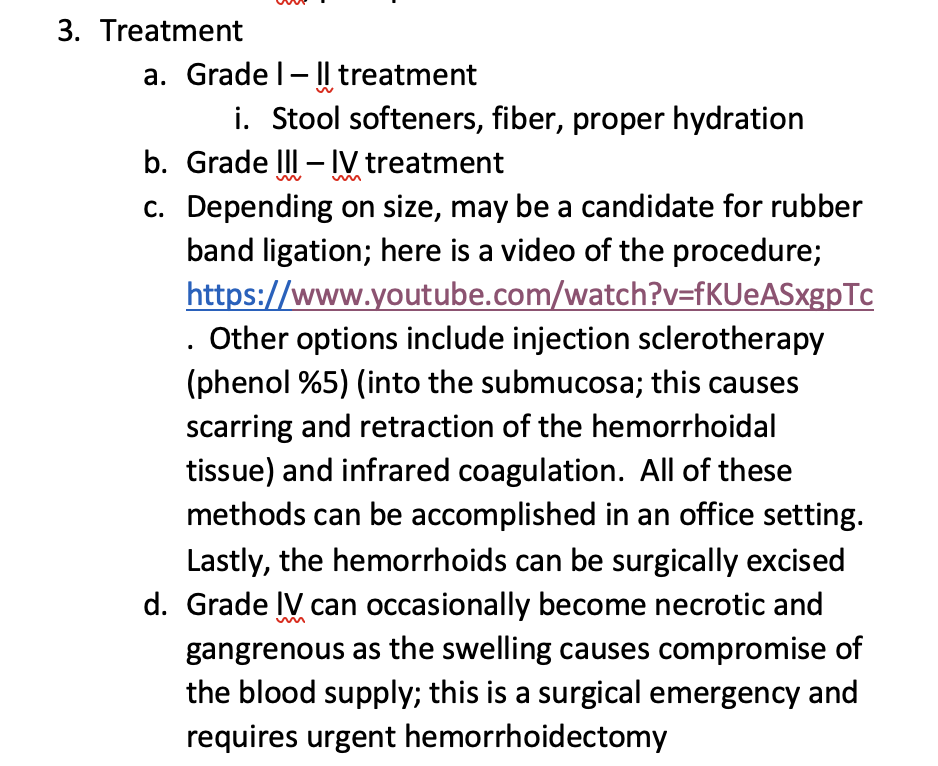 3. Treatment
a. Grade I – II treatment
i. Stool softeners, fiber, proper hydration
b. Grade III – IV treatment
c. Depending on size, may be a candidate for rubber
band ligation; here is a video of the procedure;
https://www.youtube.com/watch?v=fKUeASxgpTc
. Other options include injection sclerotherapy
(phenol %5) (into the submucosa; this causes
scarring and retraction of the hemorrhoidal
tissue) and infrared coagulation. All of these
methods can be accomplished in an office setting.
Lastly, the hemorrhoids can be surgically excised
d. Grade IV can occasionally become necrotic and
gangrenous as the swelling causes compromise of
the blood supply; this is a surgical emergency and
requires urgent hemorrhoidectomy